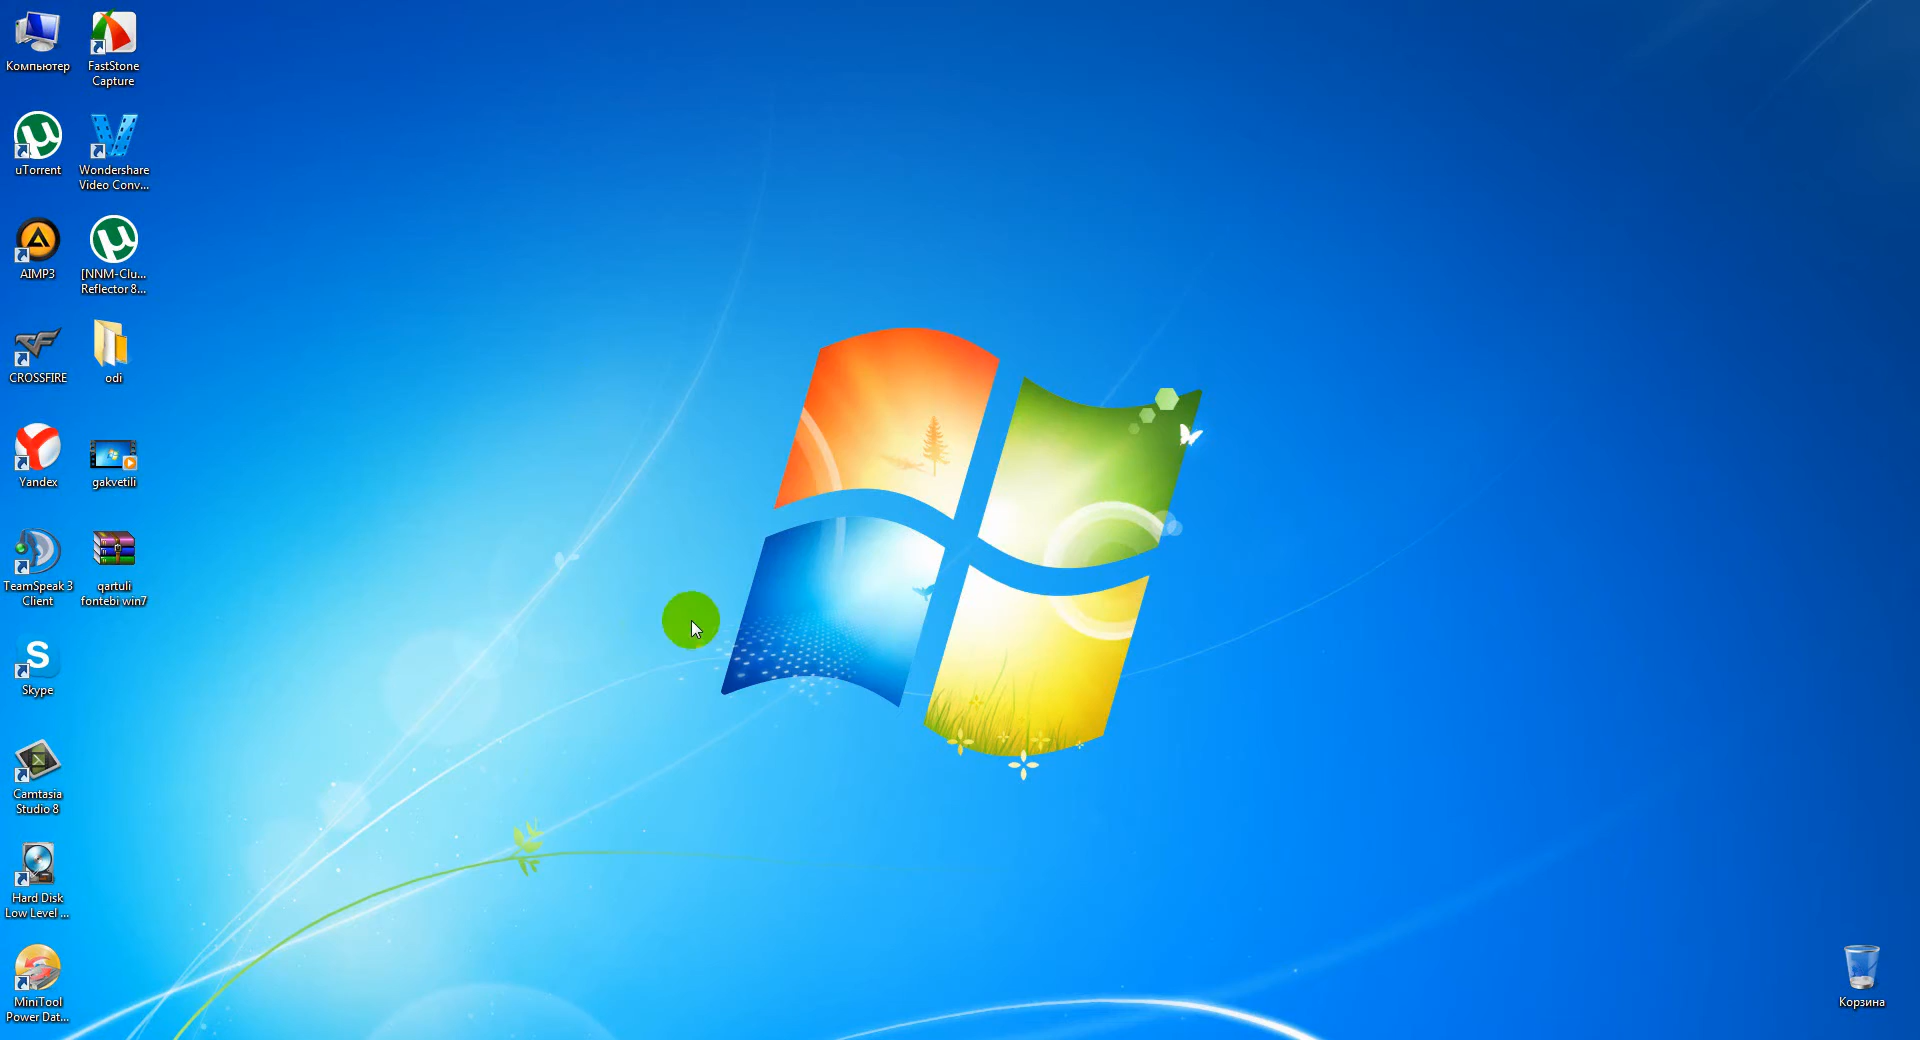 Компьютер
FastStone
Capture
uTorrent
Wondershare
Video Conv...
AIMP3
[NNM-Clu...
Reflector 8...
CROSSFIRE
odi
Yandex
gakvetili
TeamSpeak 3
Client
qartuli
fontebi win7
Skype
Camtasia
Studio 8
Hard Disk
Low Level ...
MiniTool
Power Dat...
Корзина